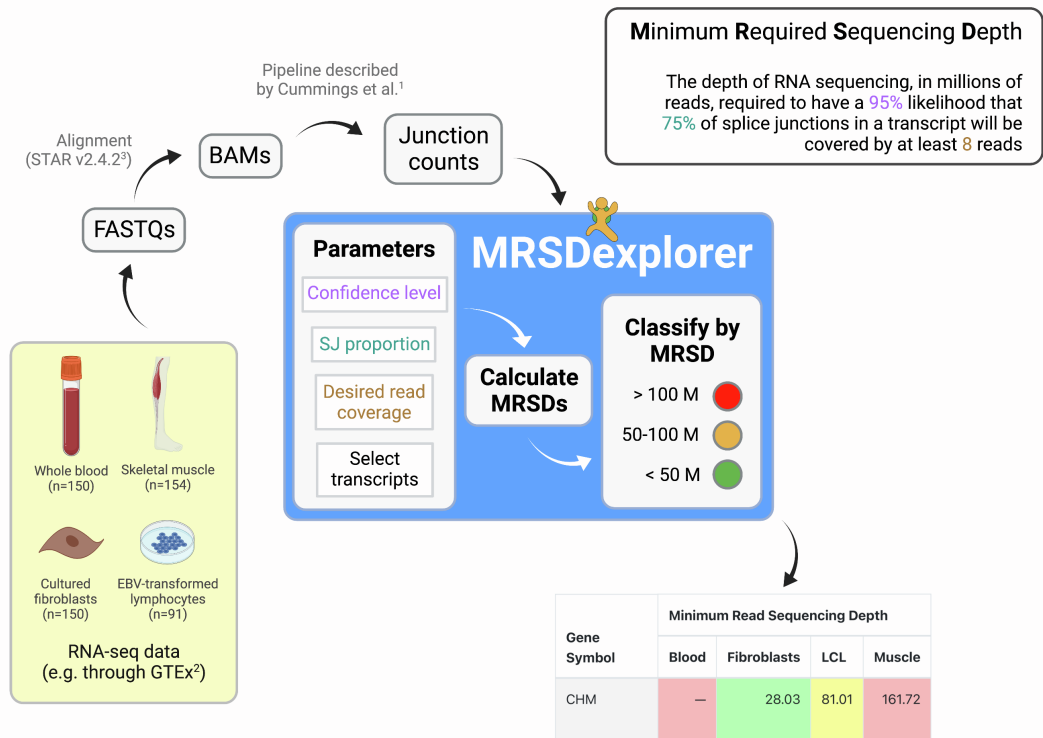 Minimum Required Sequencing Depth
The depth of RNA sequencing, in millions of
reads, required to have a 95% likelihood that
75% of splice junctions in a transcript will be
covered by at least 8 reads
Pipeline described
by Cummings et al.¹
Alignment
(STAR v2.4.2³)
BAMs
Junction
counts
FASTQs
MRSDexplorer
Parameters
Confidence level
SJ proportion
Desired read
coverage
Select
transcripts
Calculate
MRSDs
Classify by
MRSD
> 100 M
50-100 M
< 50 M
Whole blood
(n=150)
Skeletal muscle
(n=154)
Cultured
fibroblasts
(n=150)
EBV-transformed
lymphocytes
(n=91)
RNA-seq data
(e.g. through GTEx²)
Gene
Symbol
Minimum Read Sequencing Depth
Blood Fibroblasts LCL Muscle
CHM — 28.03 81.01 161.72